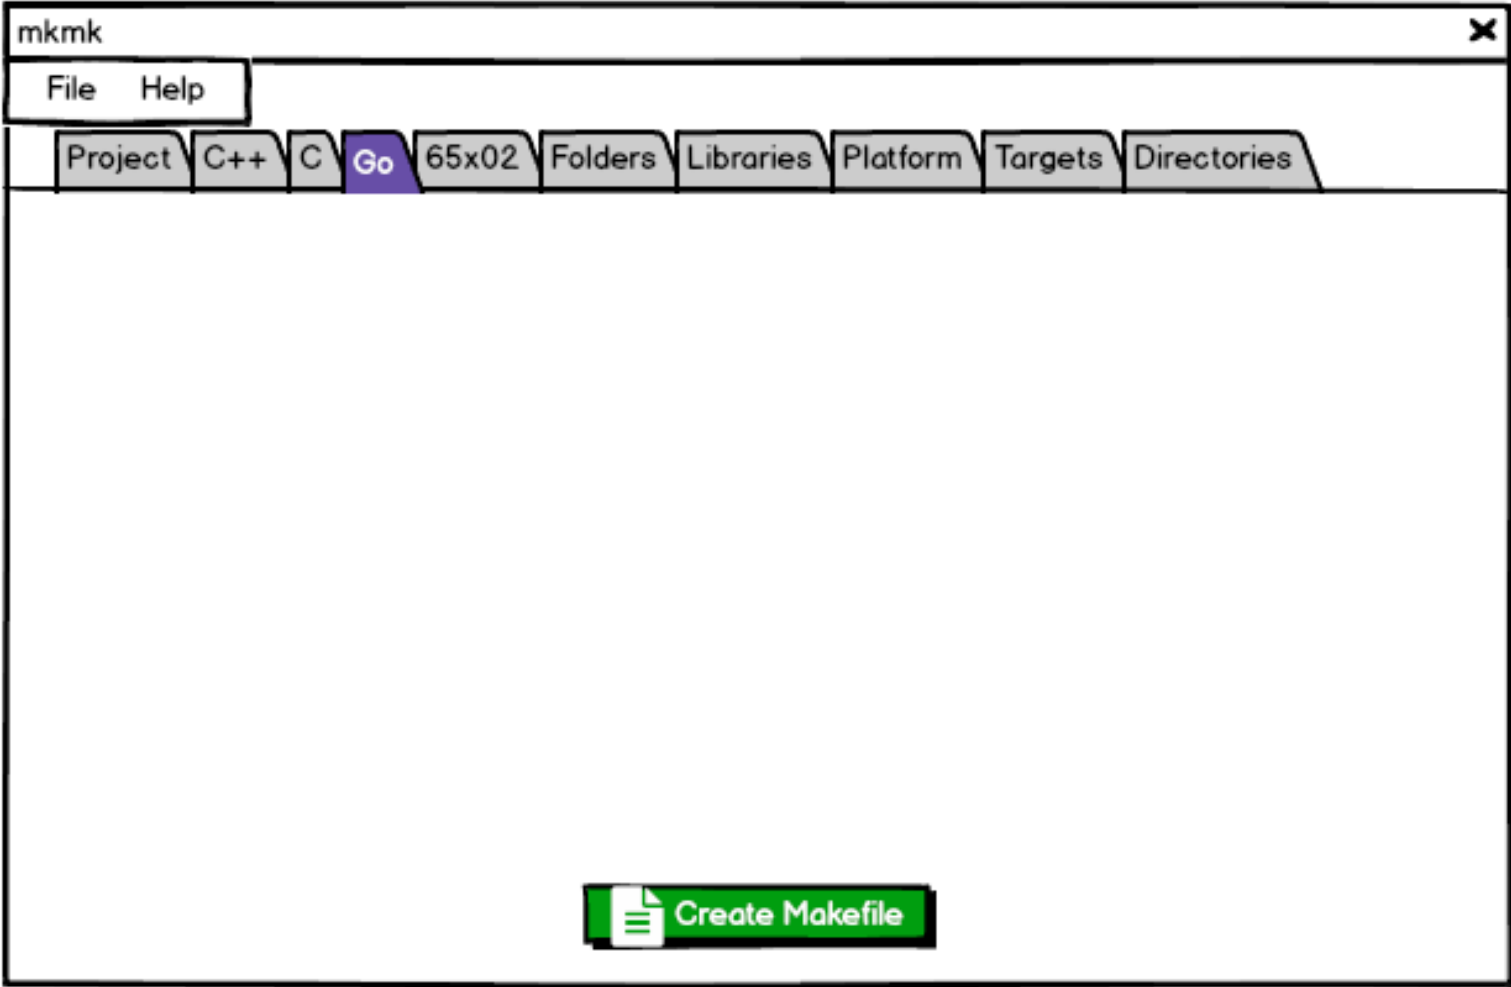 mkmk
File Help
Project C++ C Go 65x02 Folders Libraries Platform Targets Directories
Create Makefile